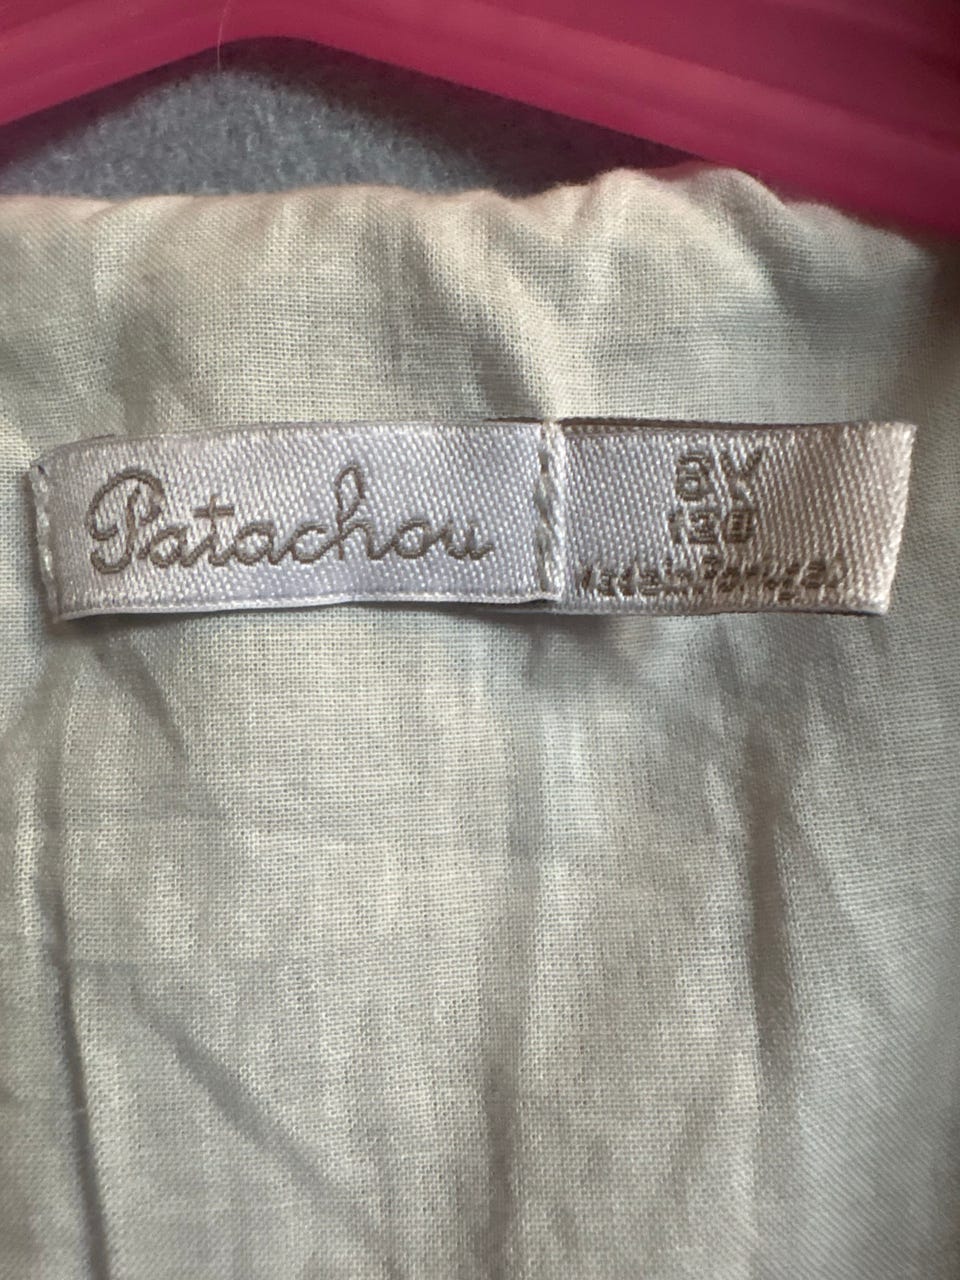 Patachou
8Y
128
Made in Portugal